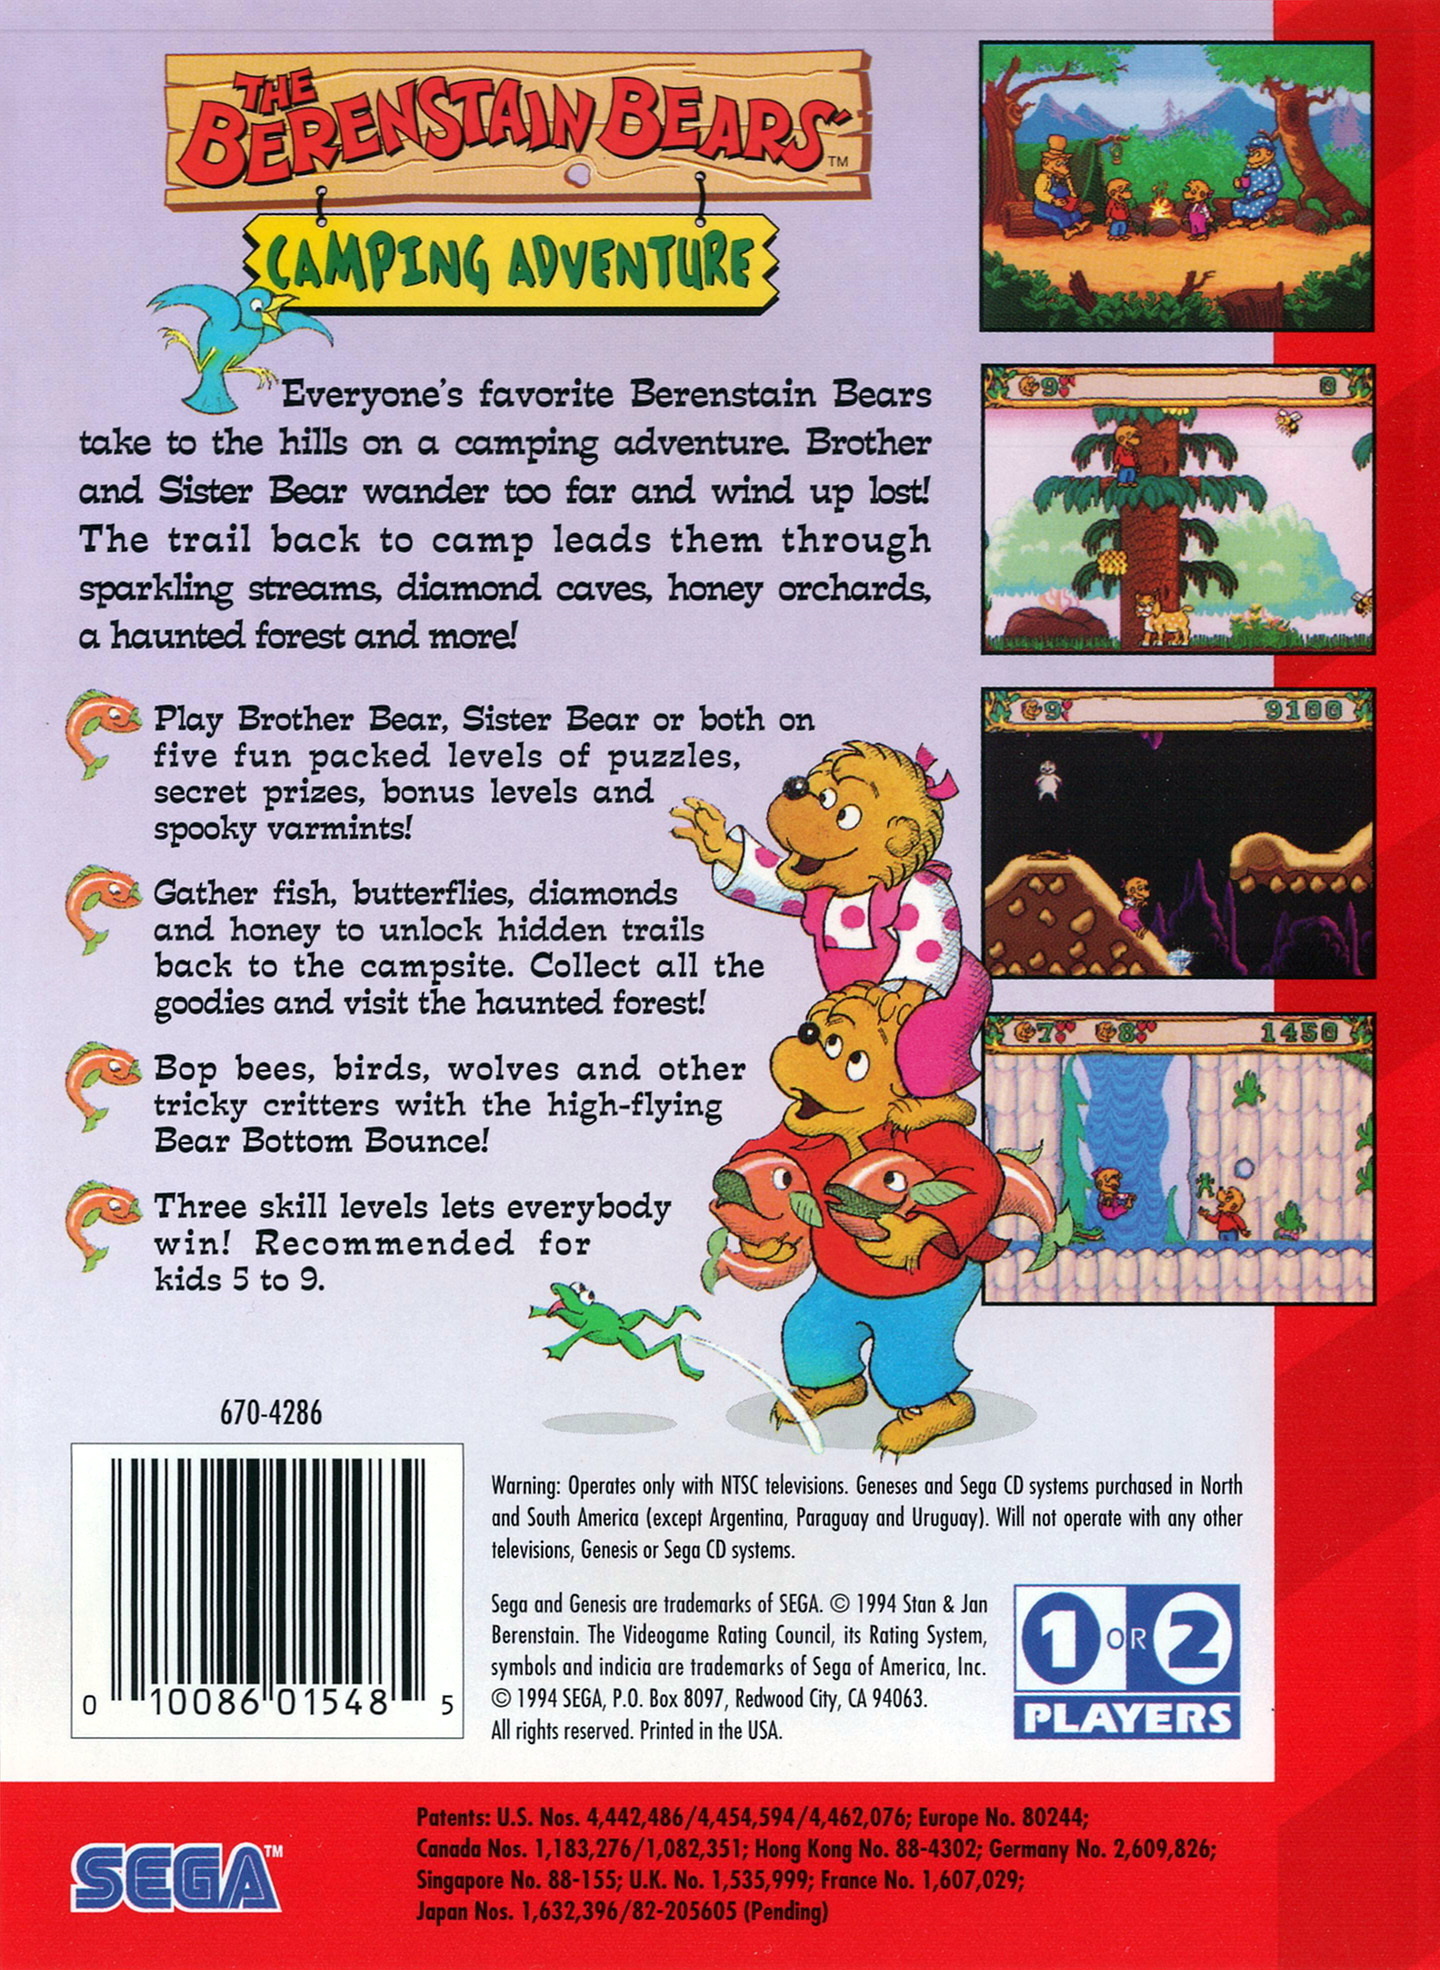 THE
BERENSTAIN BEARS'™
CAMPING ADVENTURE
Everyone's favorite Berenstain Bears
take to the hills on a camping adventure. Brother
and Sister Bear wander too far and wind up lost!
The trail back to camp leads them through
sparkling streams, diamond caves, honey orchards,
a haunted forest and more!
Play Brother Bear, Sister Bear or both on
five fun packed levels of puzzles,
secret prizes, bonus levels and
spooky varmints!
Gather fish, butterflies, diamonds
and honey to unlock hidden trails
back to the campsite. Collect all the
goodies and visit the haunted forest!
Bop bees, birds, wolves and other
tricky critters with the high-flying
Bear Bottom Bounce!
Three skill levels lets everybody
win! Recommended for
kids 5 to 9.
9 0
9 9100
7 8 1450
670-4286
0 10086 01548 5
Warning: Operates only with NTSC televisions. Geneses and Sega CD systems purchased in North
and South America (except Argentina, Paraguay and Uruguay). Will not operate with any other
televisions, Genesis or Sega CD systems.
Sega and Genesis are trademarks of SEGA. © 1994 Stan & Jan
Berenstain. The Videogame Rating Council, its Rating System,
symbols and indicia are trademarks of Sega of America, Inc.
© 1994 SEGA, P.O. Box 8097, Redwood City, CA 94063.
All rights reserved. Printed in the USA.
1 OR 2
PLAYERS
SEGA™
Patents: U.S. Nos. 4,442,486/4,454,594/4,462,076; Europe No. 80244;
Canada Nos. 1,183,276/1,082,351; Hong Kong No. 88-4302; Germany No. 2,609,826;
Singapore No. 88-155; U.K. No. 1,535,999; France No. 1,607,029;
Japan Nos. 1,632,396/82-205605 (Pending)